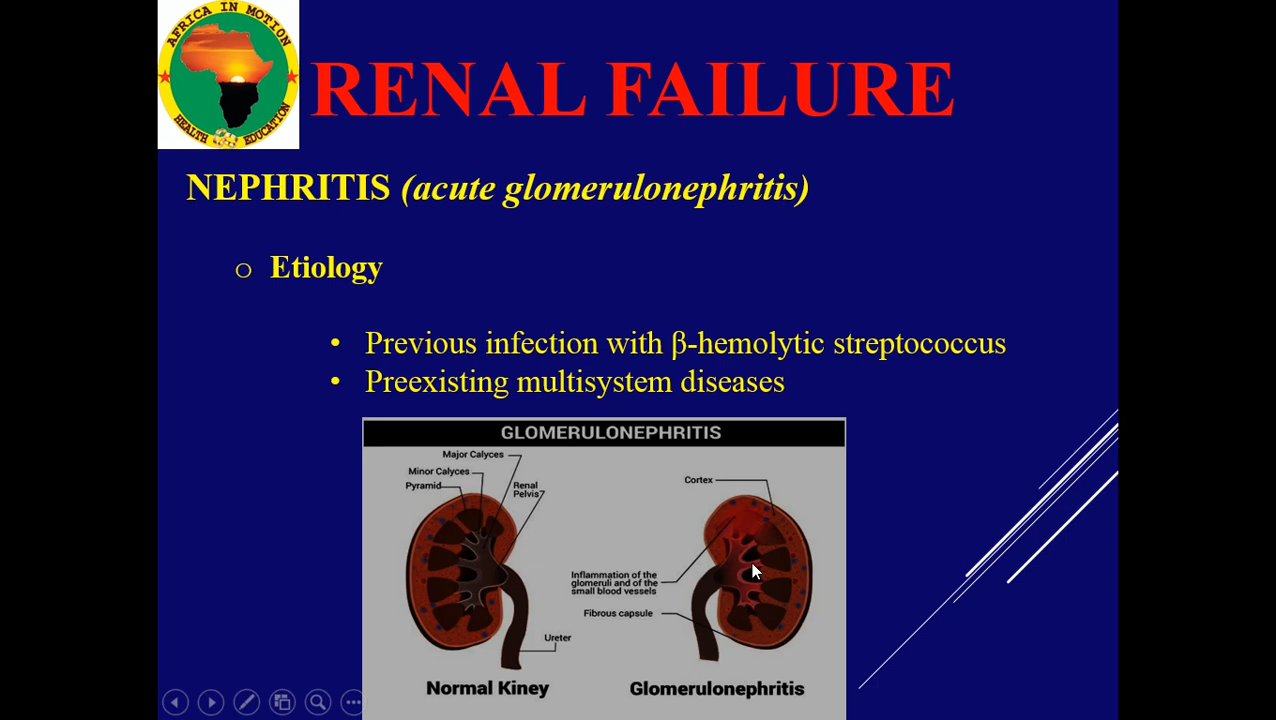 AFRICA IN MOTION
HEALTH EDUCATION
RENAL FAILURE
NEPHRITIS (acute glomerulonephritis)
o Etiology
• Previous infection with β-hemolytic streptococcus
• Preexisting multisystem diseases
GLOMERULONEPHRITIS
Major Calyces
Minor Calyces
Pyramid
Renal
Pelvis
Ureter
Normal Kiney
Cortex
Inflammation of the
glomeruli and of the
small blood vessels
Fibrous capsule
Glomerulonephritis